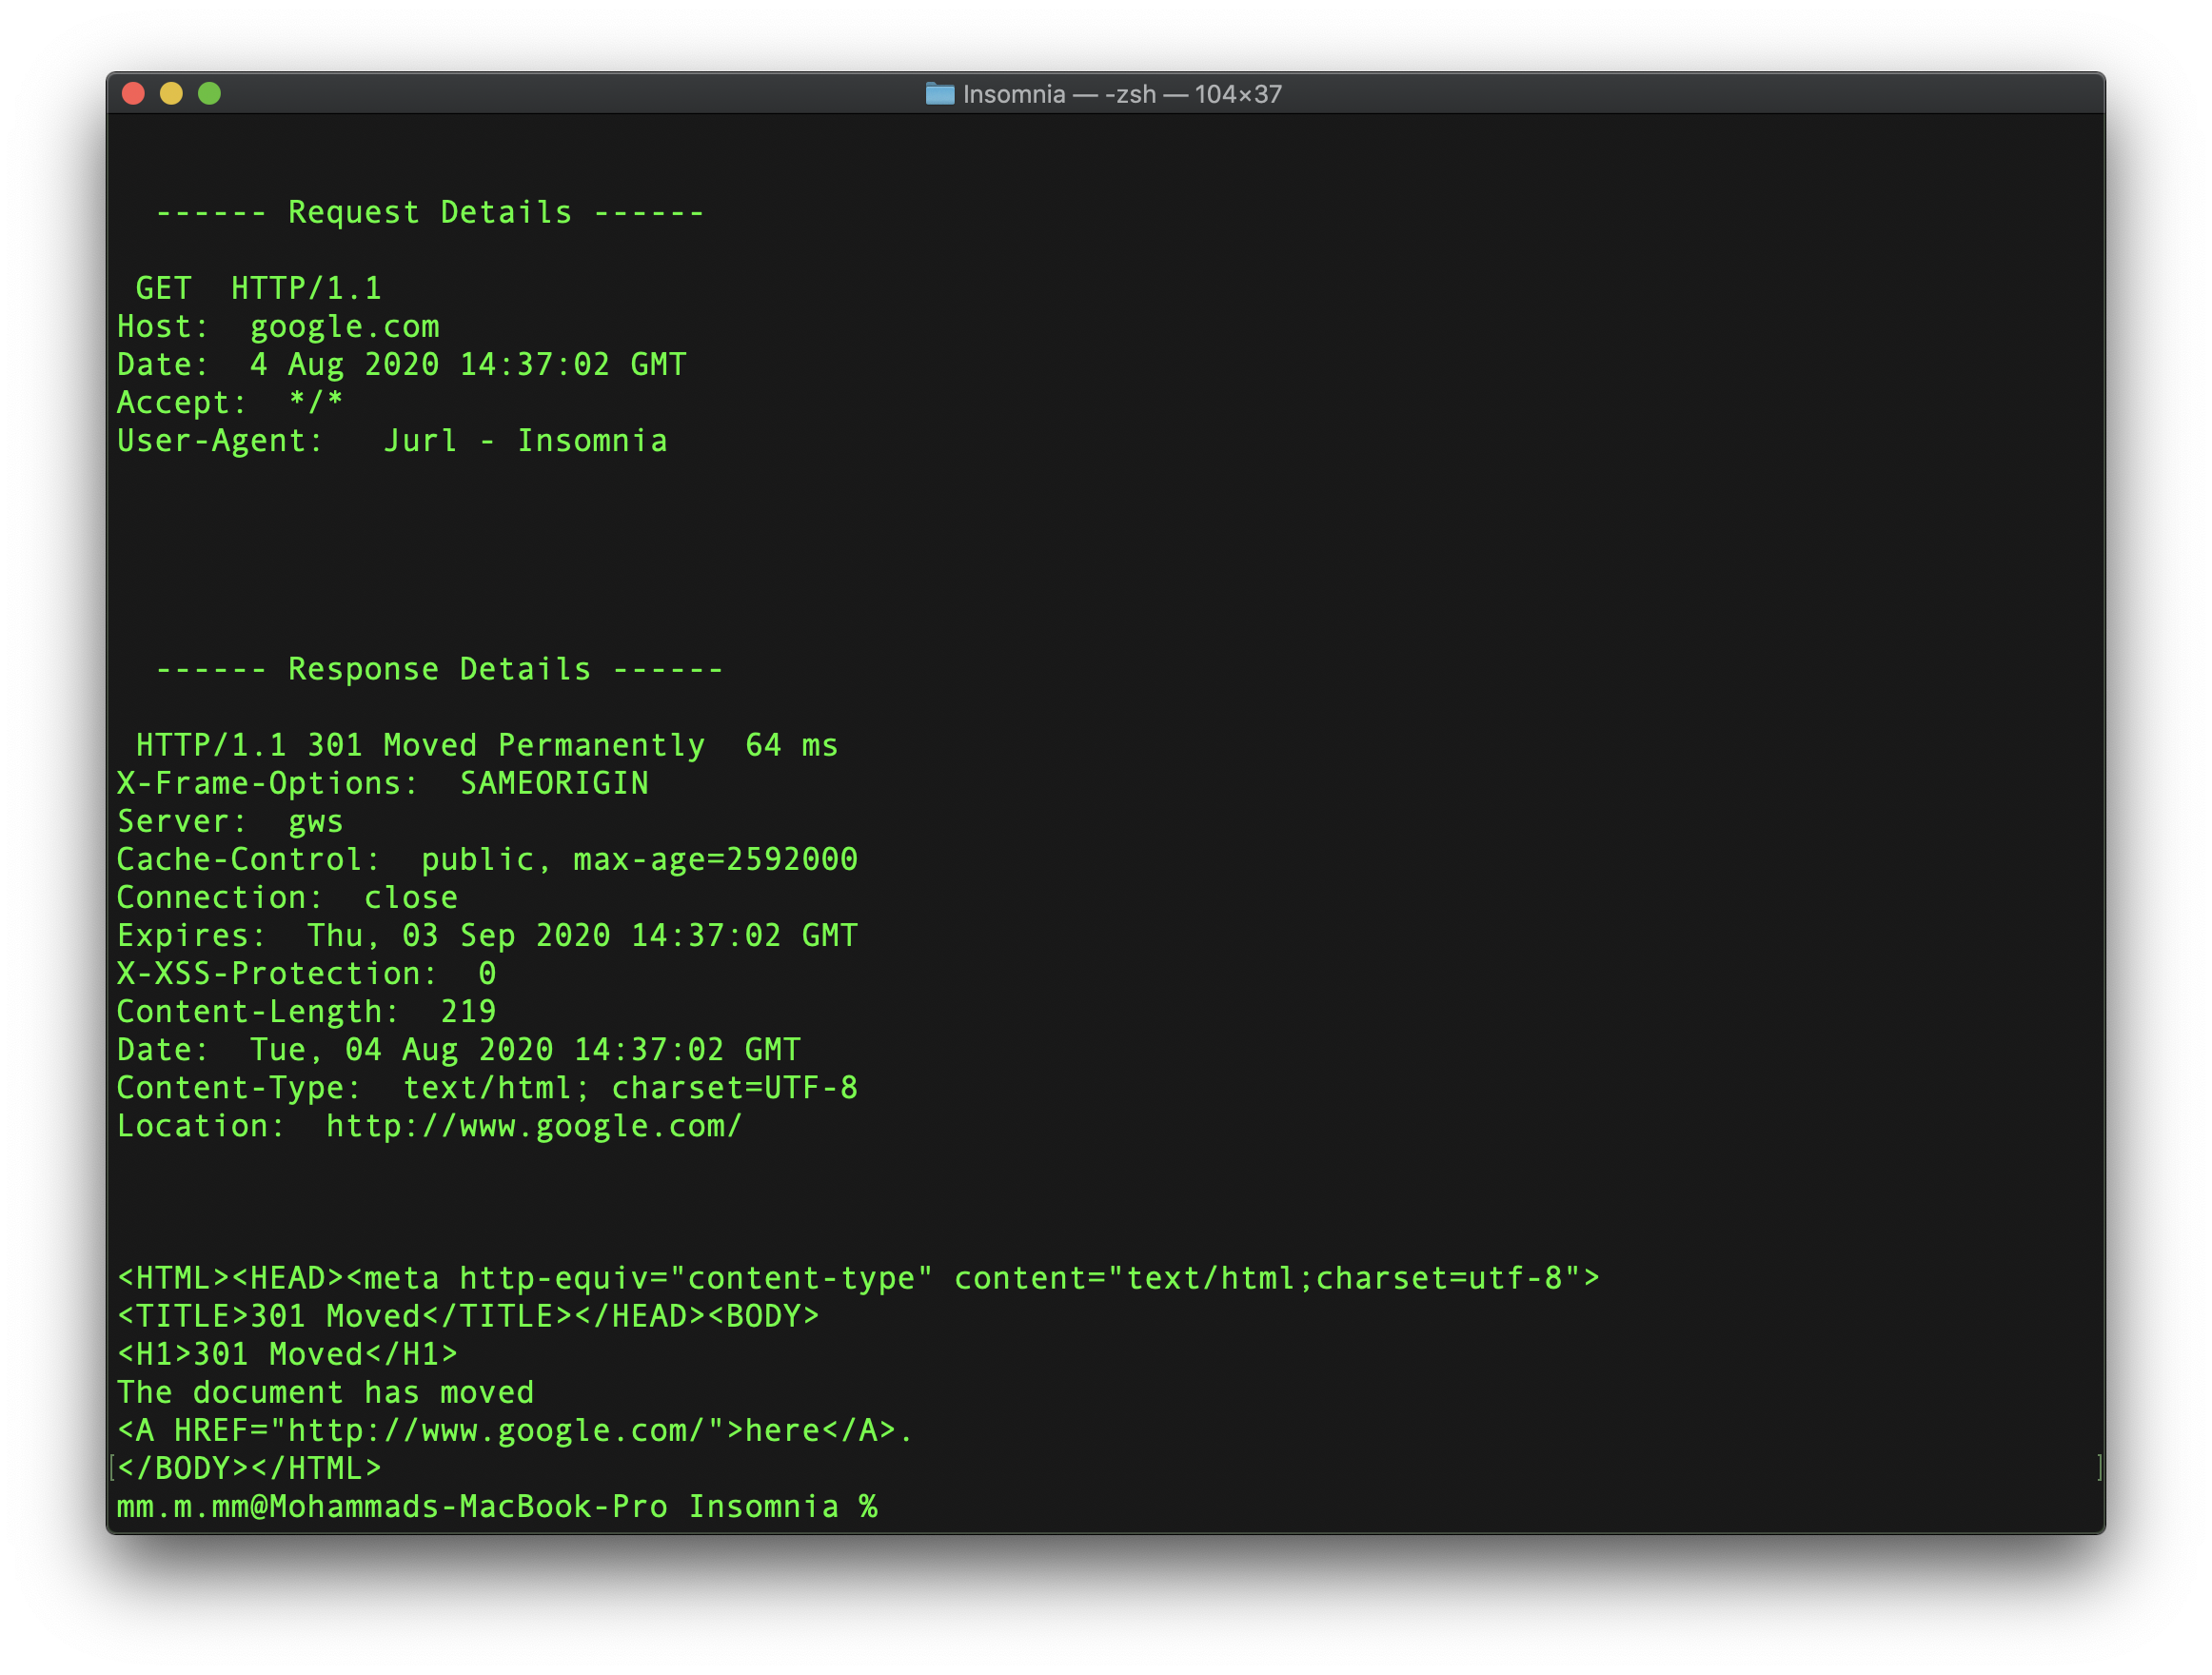 Insomnia — -zsh — 104×37
------ Request Details ------
GET  HTTP/1.1
Host:  google.com
Date:  4 Aug 2020 14:37:02 GMT
Accept:  */*
User-Agent:   Jurl - Insomnia
------ Response Details ------
HTTP/1.1 301 Moved Permanently  64 ms
X-Frame-Options:  SAMEORIGIN
Server:  gws
Cache-Control:  public, max-age=2592000
Connection:  close
Expires:  Thu, 03 Sep 2020 14:37:02 GMT
X-XSS-Protection:  0
Content-Length:  219
Date:  Tue, 04 Aug 2020 14:37:02 GMT
Content-Type:  text/html; charset=UTF-8
Location:  http://www.google.com/
<HTML><HEAD><meta http-equiv="content-type" content="text/html;charset=utf-8">
<TITLE>301 Moved</TITLE></HEAD><BODY>
<H1>301 Moved</H1>
The document has moved
<A HREF="http://www.google.com/">here</A>.
[</BODY></HTML> ]
mm.m.mm@Mohammads-MacBook-Pro Insomnia %